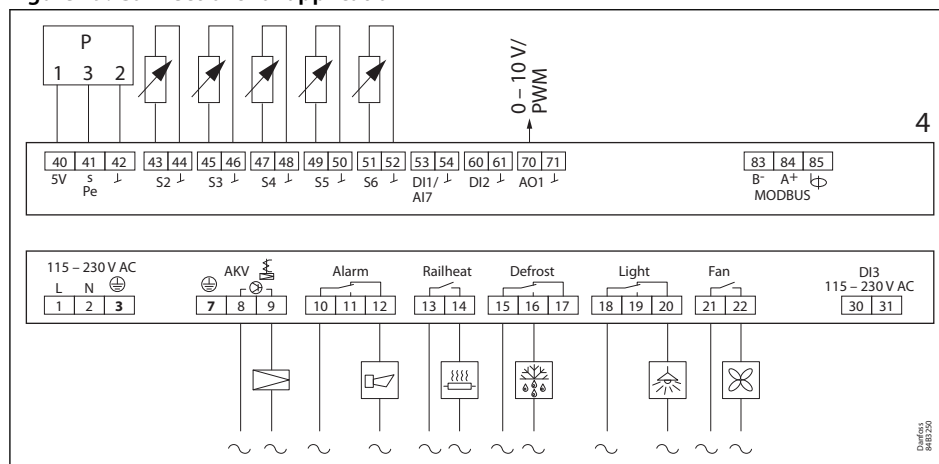 P
1 3 2
0 – 10 V/
PWM
4
40 41 42 43 44 45 46 47 48 49 50 51 52 53 54 60 61 70 71 83 84 85
5V s S2 S3 S4 S5 S6 DI1/ DI2 AO1 B- A+
Pe AI7 MODBUS
115 – 230 V AC AKV Alarm Railheat Defrost Light Fan DI3
L N 115 – 230 V AC
1 2 3 7 8 9 10 11 12 13 14 15 16 17 18 19 20 21 22 30 31
Danfoss
84B3250